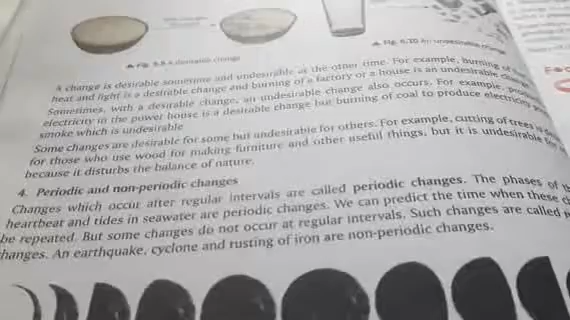 Fig. 6.9 A desirable change
Fig. 6.10 An undesirable change
A change is desirable sometime and undesirable at the other time. For example, burning of
heat and light is a desirable change and burning of a factory or a house is an undesirable change
Sometimes, with a desirable change, an undesirable change also occurs. For example,
electricity in the power house is a desirable change but burning of coal to produce electricity
smoke which is undesirable
Some changes are desirable for some but undesirable for others. For example, cutting of trees is
for those who use wood for making furniture and other useful things, but it is undesirable for
because it disturbs the balance of nature.
4. Periodic and non-periodic changes
Changes which occur after regular intervals are called periodic changes. The phases of
heartbeat and tides in seawater are periodic changes. We can predict the time when these
be repeated. But some changes do not occur at regular intervals. Such changes are called
hanges. An earthquake, cyclone and rusting of iron are non-periodic changes.